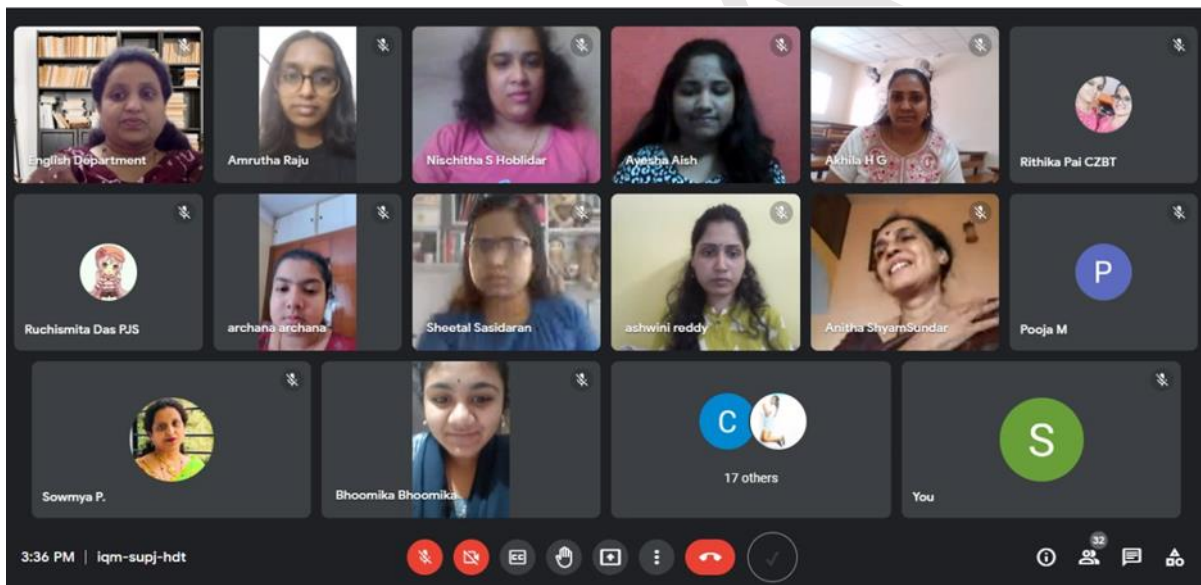 English Department
Amrutha Raju
Nischitha S Hoblidar
Ayesha Aish
Akhila H G
Rithika Pai CZBT
Ruchismita Das PJS
archana archana
Sheetal Sasidaran
ashwini reddy
Anitha ShyamSundar
P
Pooja M
Sowmya P.
Bhoomika Bhoomika
C
17 others
S
You
3:36 PM | iqm-supj-hdt
CC
32